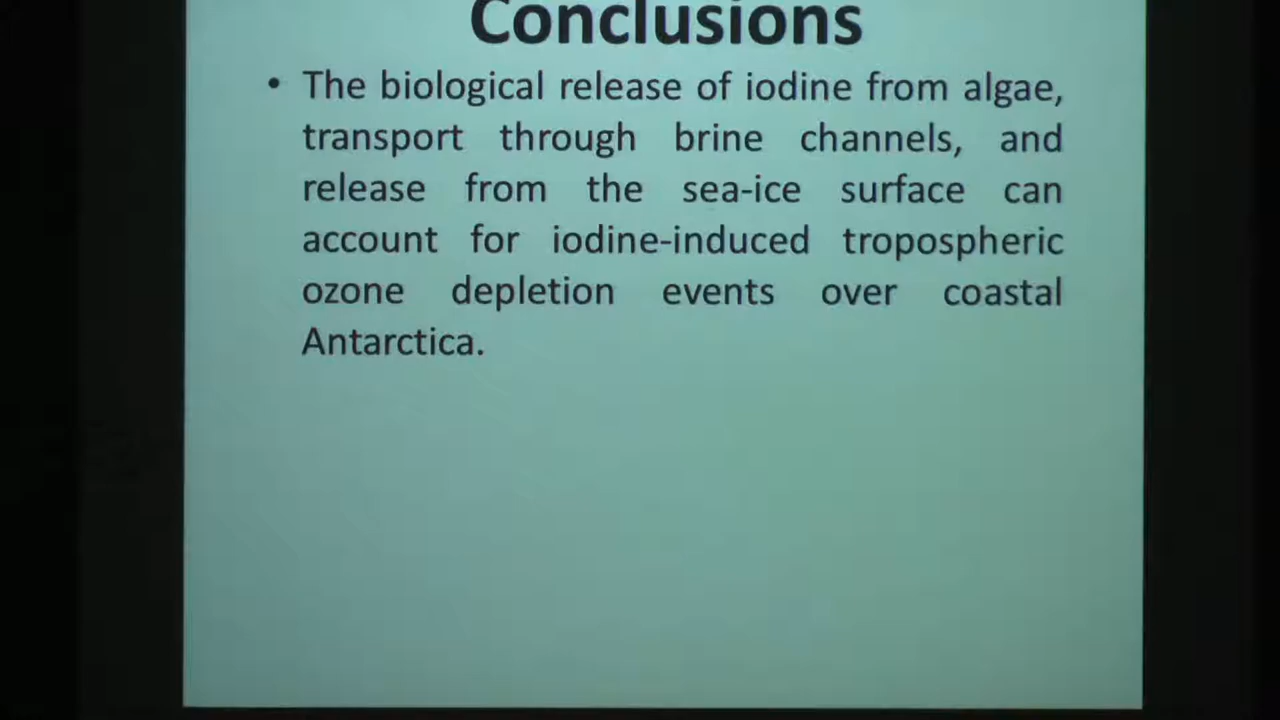 Conclusions
• The biological release of iodine from algae,
transport through brine channels, and
release from the sea-ice surface can
account for iodine-induced tropospheric
ozone depletion events over coastal
Antarctica.